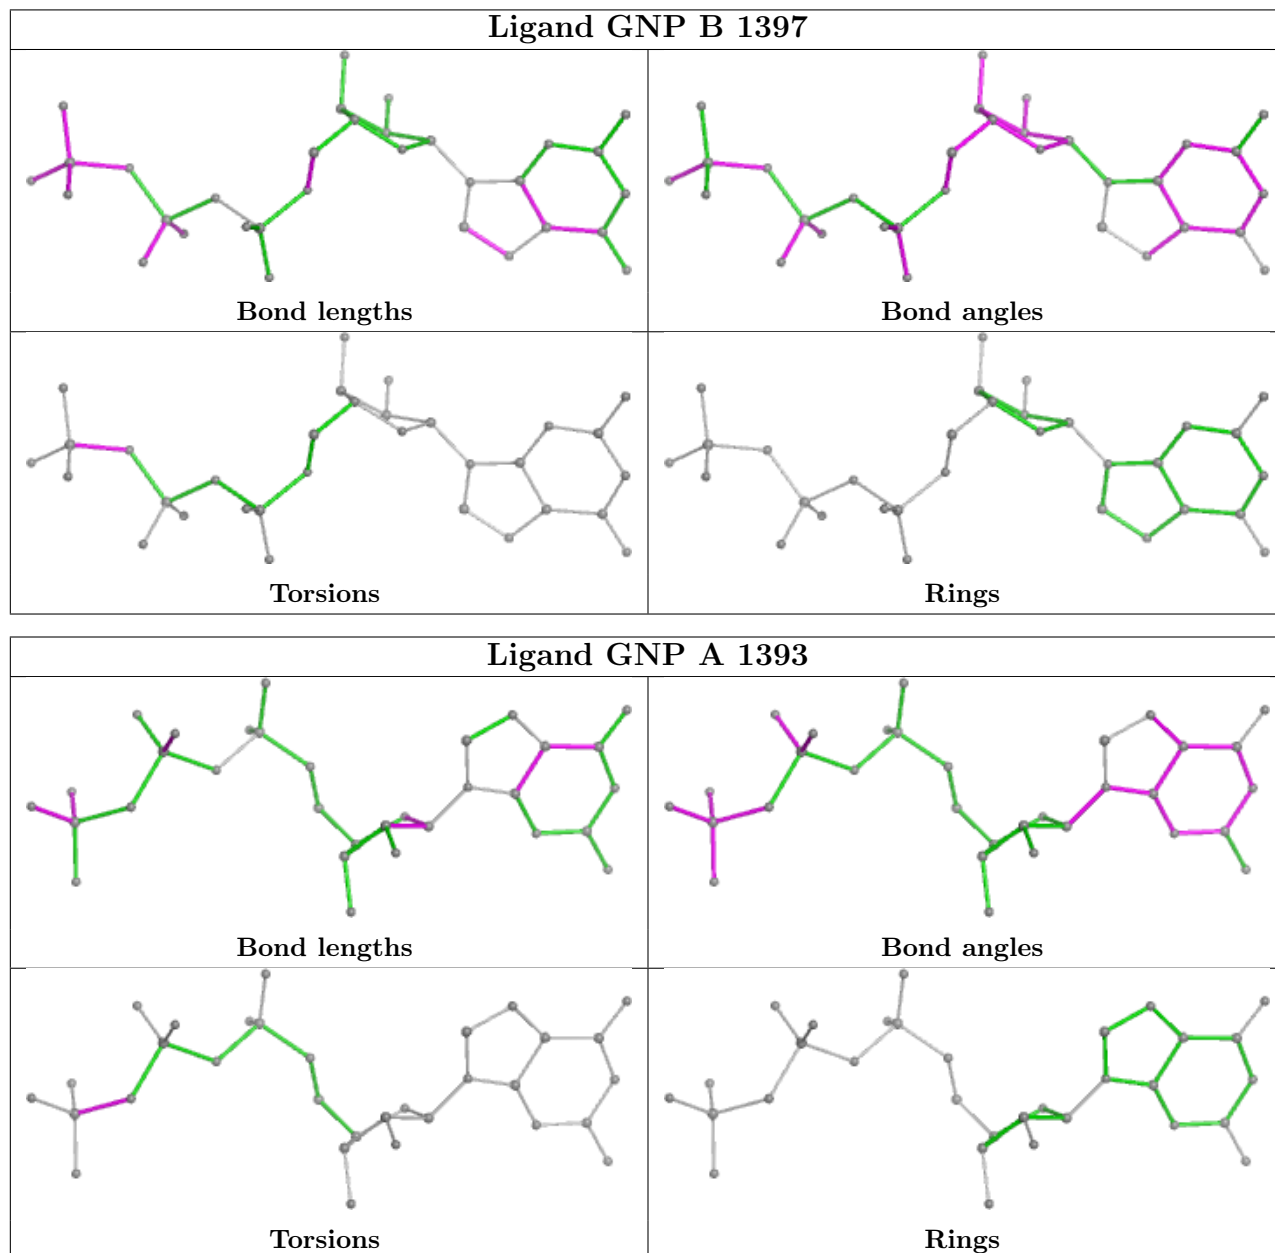 Ligand GNP B 1397
Bond lengths
Bond angles
Torsions
Rings
Ligand GNP A 1393
Bond lengths
Bond angles
Torsions
Rings